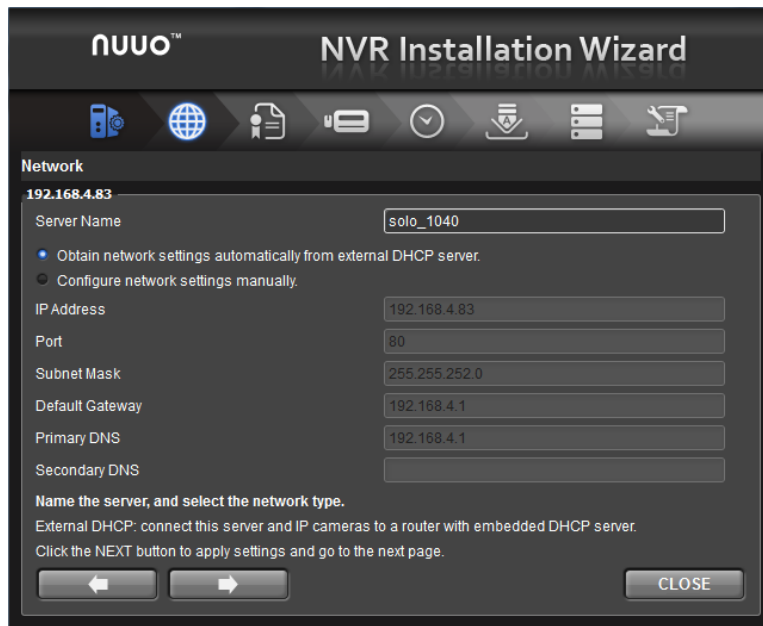 nuuo™
NVR Installation Wizard
Network
192.168.4.83
Server Name solo_1040
Obtain network settings automatically from external DHCP server.
Configure network settings manually.
IP Address 192.168.4.83
Port 80
Subnet Mask 255.255.252.0
Default Gateway 192.168.4.1
Primary DNS 192.168.4.1
Secondary DNS
Name the server, and select the network type.
External DHCP: connect this server and IP cameras to a router with embedded DHCP server.
Click the NEXT button to apply settings and go to the next page.
CLOSE